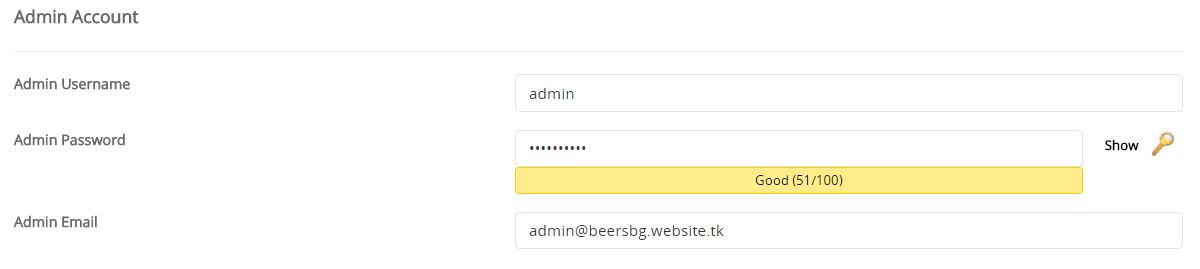 Admin Account
Admin Username
admin
Admin Password
••••••••••
Show
Good (51/100)
Admin Email
admin@beersbg.website.tk